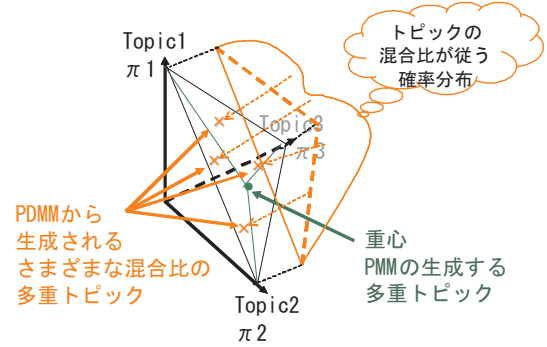 トピックの
混合比が従う
確率分布
Topic1
π1
Topic3
π3
PDMMから
生成される
さまざまな混合比の
多重トピック
重心
PMMの生成する
多重トピック
Topic2
π2